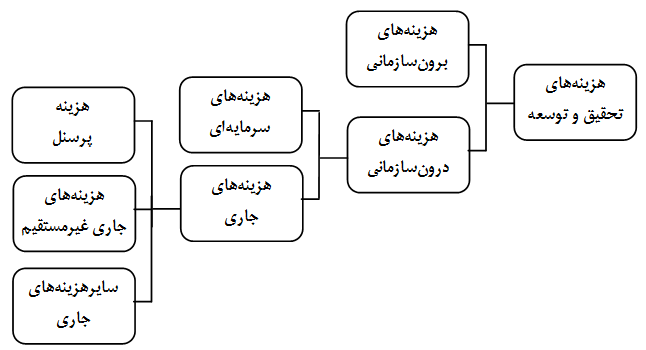 هزینه‌های
تحقیق و توسعه
هزینه‌های
برون‌سازمانی
هزینه‌های
درون‌سازمانی
هزینه‌های
سرمایه‌ای
هزینه‌های
جاری
هزینه
پرسنل
هزینه‌های
جاری غیرمستقیم
سایرهزینه‌های
جاری